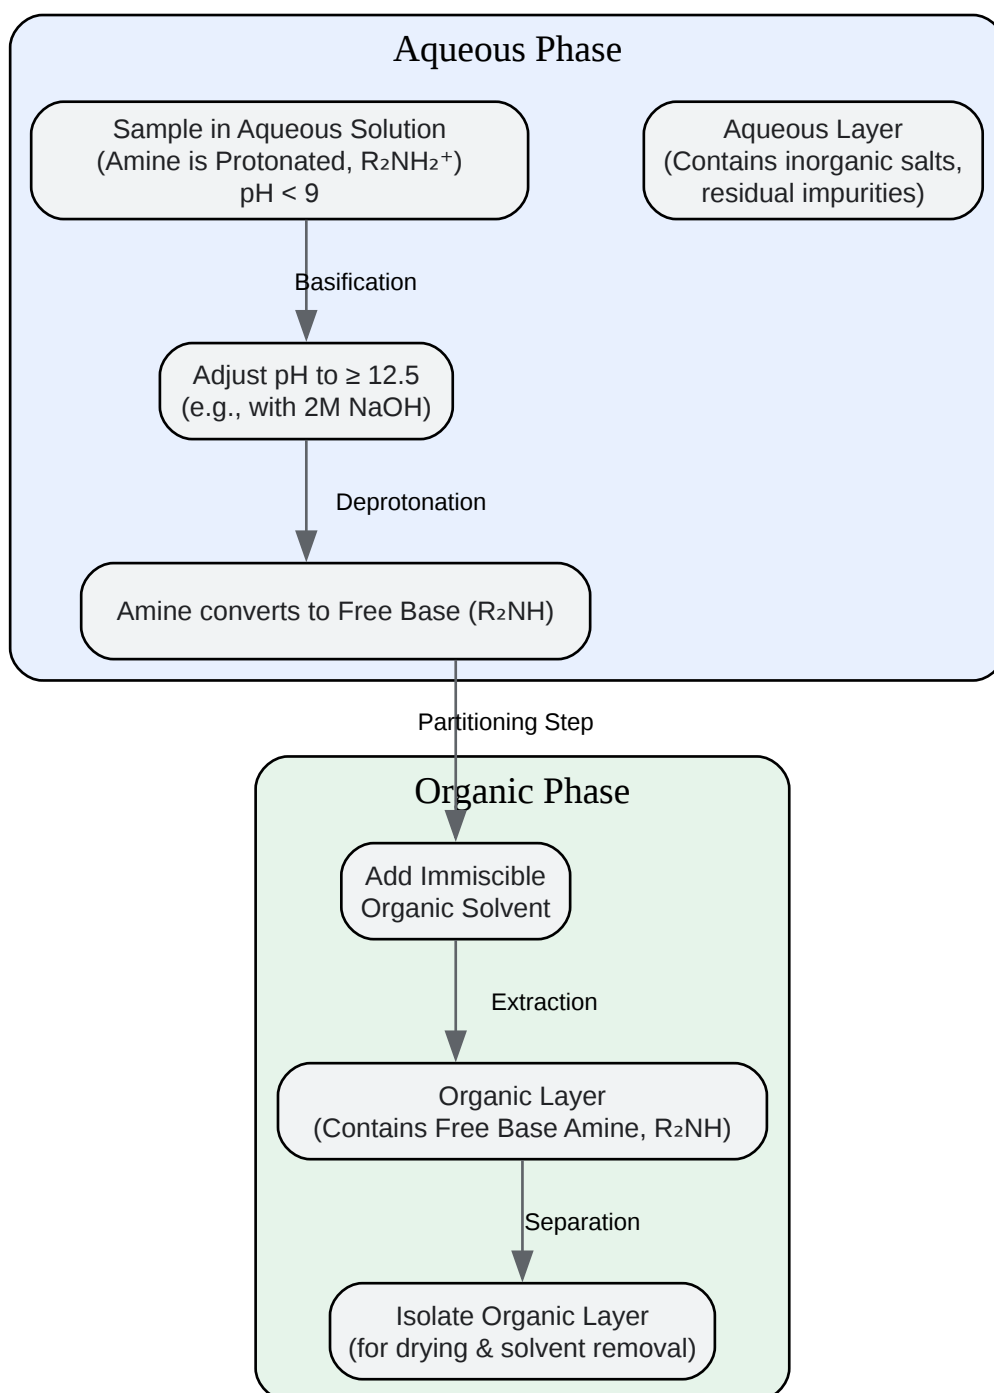 Aqueous Phase
Sample in Aqueous Solution
(Amine is Protonated, R₂NH₂⁺)
pH < 9
Aqueous Layer
(Contains inorganic salts,
residual impurities)
Basification
Adjust pH to ≥ 12.5
(e.g., with 2M NaOH)
Deprotonation
Amine converts to Free Base (R₂NH)
Partitioning Step
Organic Phase
Add Immiscible
Organic Solvent
Extraction
Organic Layer
(Contains Free Base Amine, R₂NH)
Separation
Isolate Organic Layer
(for drying & solvent removal)